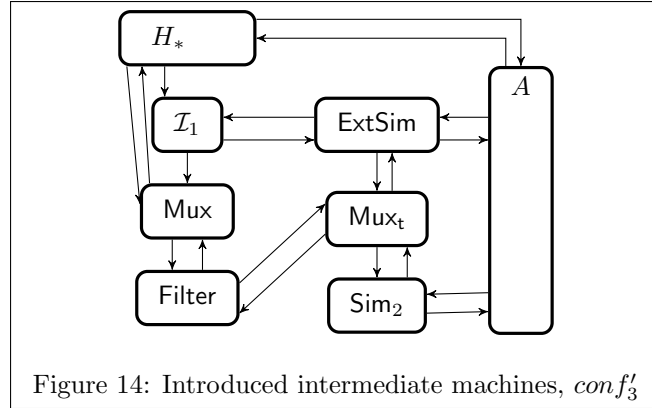 H_*
A
𝓘_1
ExtSim
Mux
Mux_t
Filter
Sim_2
Figure 14: Introduced intermediate machines, conf′_3